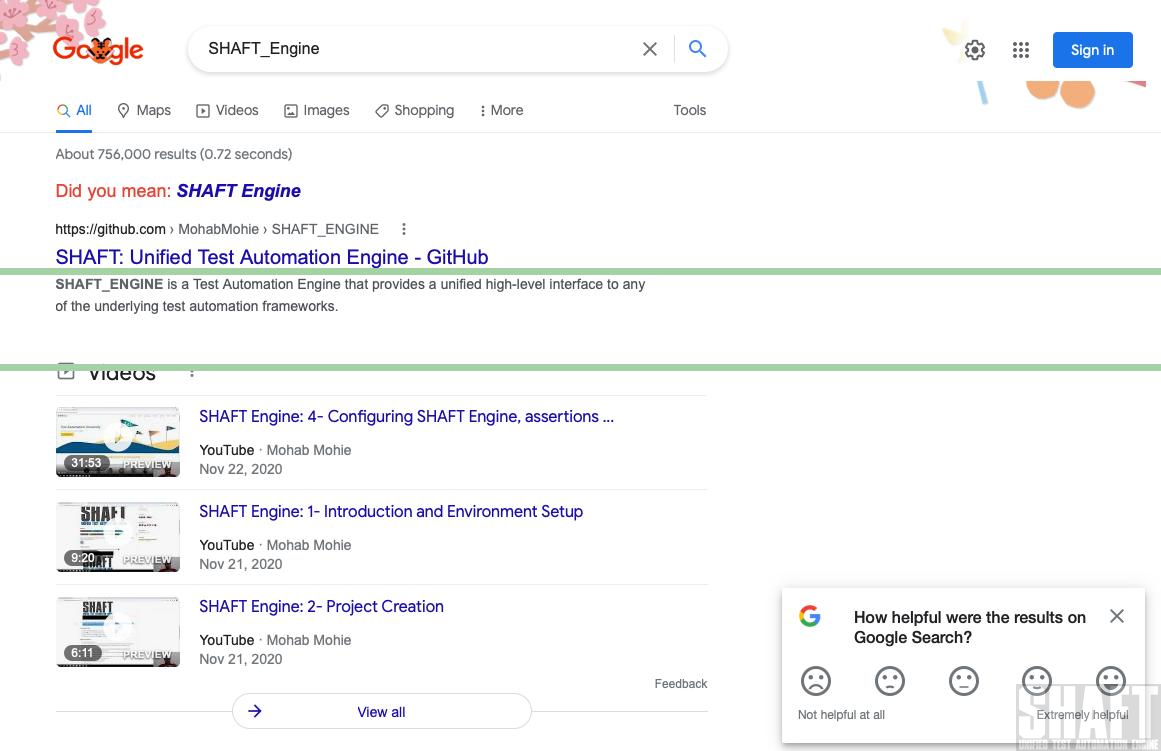 Google
SHAFT_Engine
Sign in
All
Maps
Videos
Images
Shopping
More
Tools
About 756,000 results (0.72 seconds)
Did you mean: SHAFT Engine
https://github.com › MohabMohie › SHAFT_ENGINE
SHAFT: Unified Test Automation Engine - GitHub
SHAFT_ENGINE is a Test Automation Engine that provides a unified high-level interface to any
of the underlying test automation frameworks.
Videos
SHAFT Engine: 4- Configuring SHAFT Engine, assertions ...
31:53
PREVIEW
YouTube · Mohab Mohie
Nov 22, 2020
SHAFT Engine: 1- Introduction and Environment Setup
SHAFT
9:20
PREVIEW
YouTube · Mohab Mohie
Nov 21, 2020
SHAFT Engine: 2- Project Creation
SHAFT
6:11
PREVIEW
YouTube · Mohab Mohie
Nov 21, 2020
Feedback
View all
How helpful were the results on
Google Search?
Not helpful at all
Extremely helpful
SHAFT
UNIFIED TEST AUTOMATION ENGINE